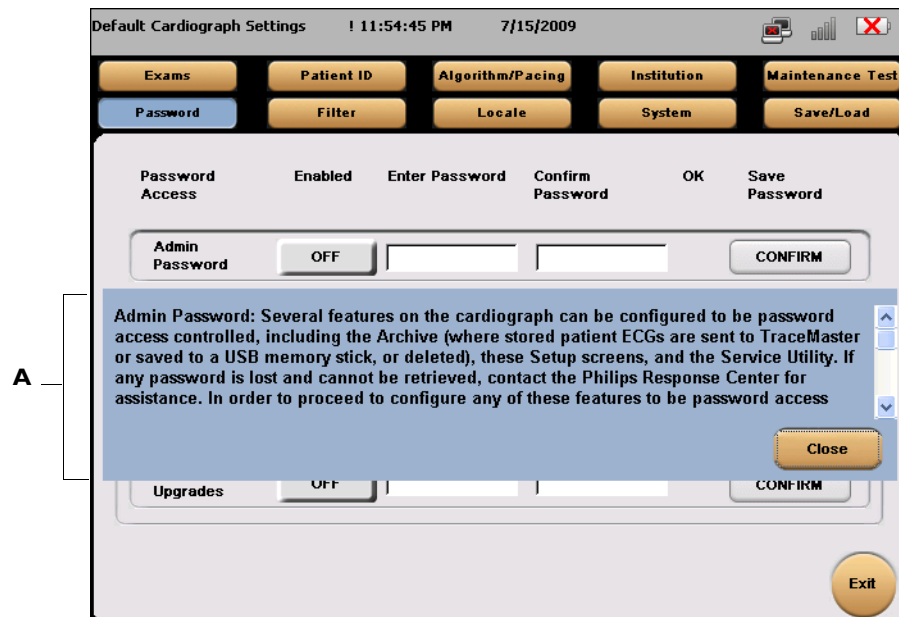 Default Cardiograph Settings ! 11:54:45 PM 7/15/2009
Exams Patient ID Algorithm/Pacing Institution Maintenance Test
Password Filter Locale System Save/Load
Password Access Enabled Enter Password Confirm Password OK Save Password
Admin Password OFF CONFIRM
A
Admin Password: Several features on the cardiograph can be configured to be password
access controlled, including the Archive (where stored patient ECGs are sent to TraceMaster
or saved to a USB memory stick, or deleted), these Setup screens, and the Service Utility. If
any password is lost and cannot be retrieved, contact the Philips Response Center for
assistance. In order to proceed to configure any of these features to be password access
Close
Upgrades OFF CONFIRM
Exit